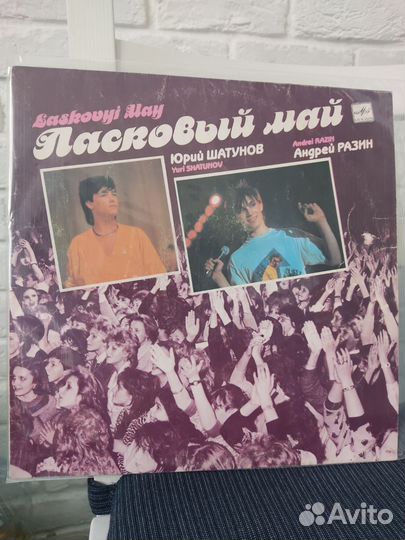 Laskovyi May
Ласковый май
Юрий ШАТУНОВ
Yuri SHATUNOV
Andrei RAZIN
Андрей РАЗИН
Avito